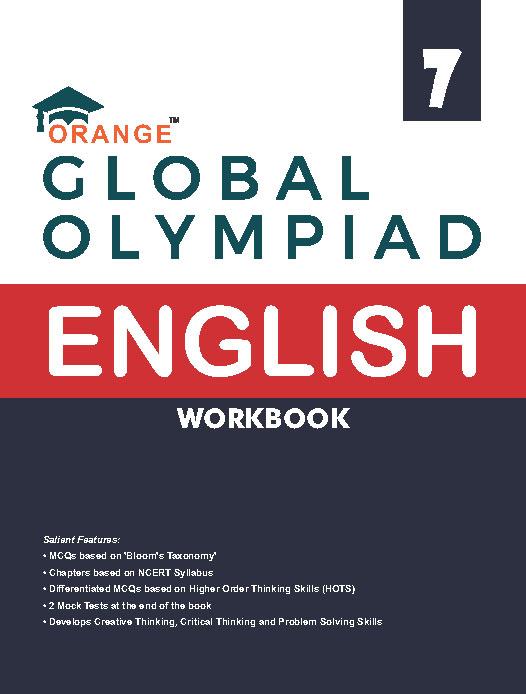 7
ORANGE™
GLOBAL
OLYMPIAD
ENGLISH
WORKBOOK
Salient Features:
• MCQs based on 'Bloom's Taxonomy'
• Chapters based on NCERT Syllabus
• Differentiated MCQs based on Higher Order Thinking Skills (HOTS)
• 2 Mock Tests at the end of the book
• Develops Creative Thinking, Critical Thinking and Problem Solving Skills